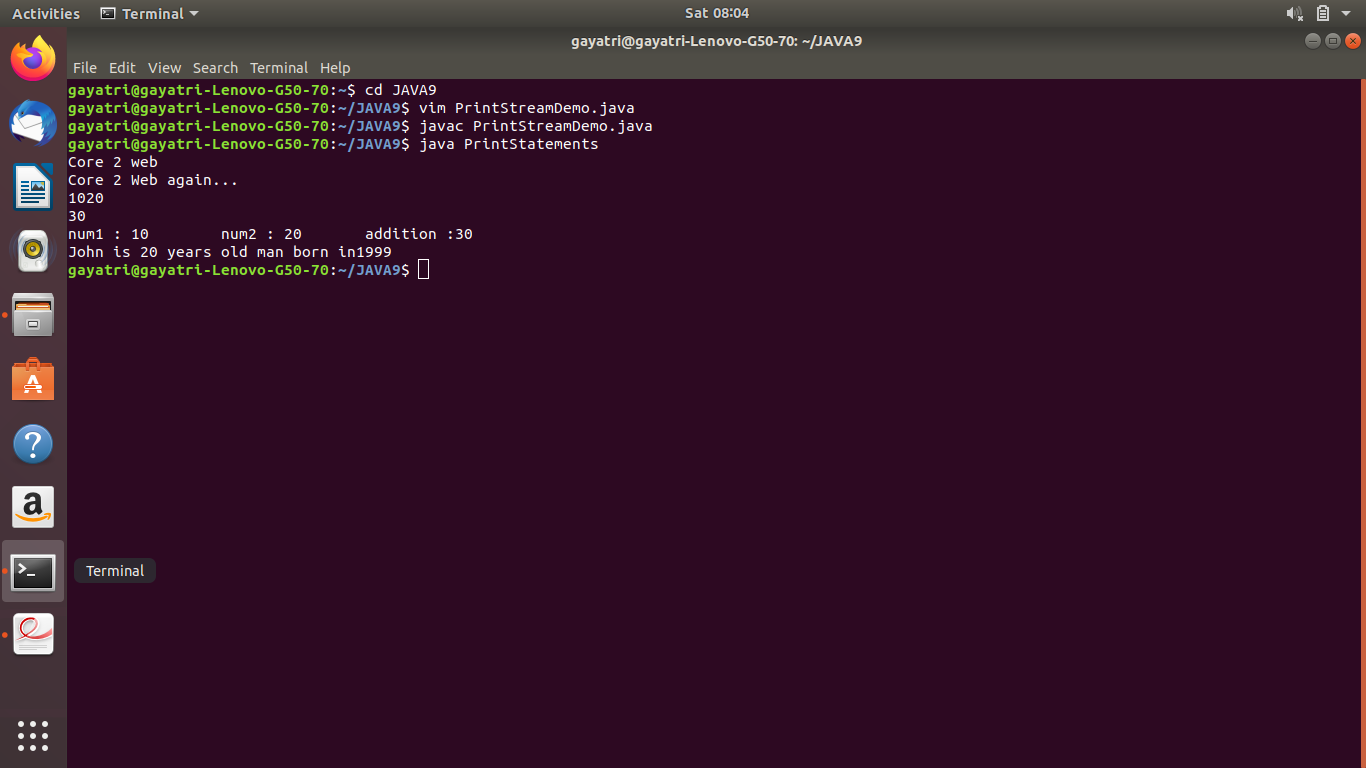 Activities Terminal Sat 08:04
gayatri@gayatri-Lenovo-G50-70: ~/JAVA9
File Edit View Search Terminal Help
gayatri@gayatri-Lenovo-G50-70:~$ cd JAVA9
gayatri@gayatri-Lenovo-G50-70:~/JAVA9$ vim PrintStreamDemo.java
gayatri@gayatri-Lenovo-G50-70:~/JAVA9$ javac PrintStreamDemo.java
gayatri@gayatri-Lenovo-G50-70:~/JAVA9$ java PrintStatements
Core 2 web
Core 2 Web again...
1020
30
num1 : 10        num2 : 20       addition :30
John is 20 years old man born in1999
gayatri@gayatri-Lenovo-G50-70:~/JAVA9$
Terminal